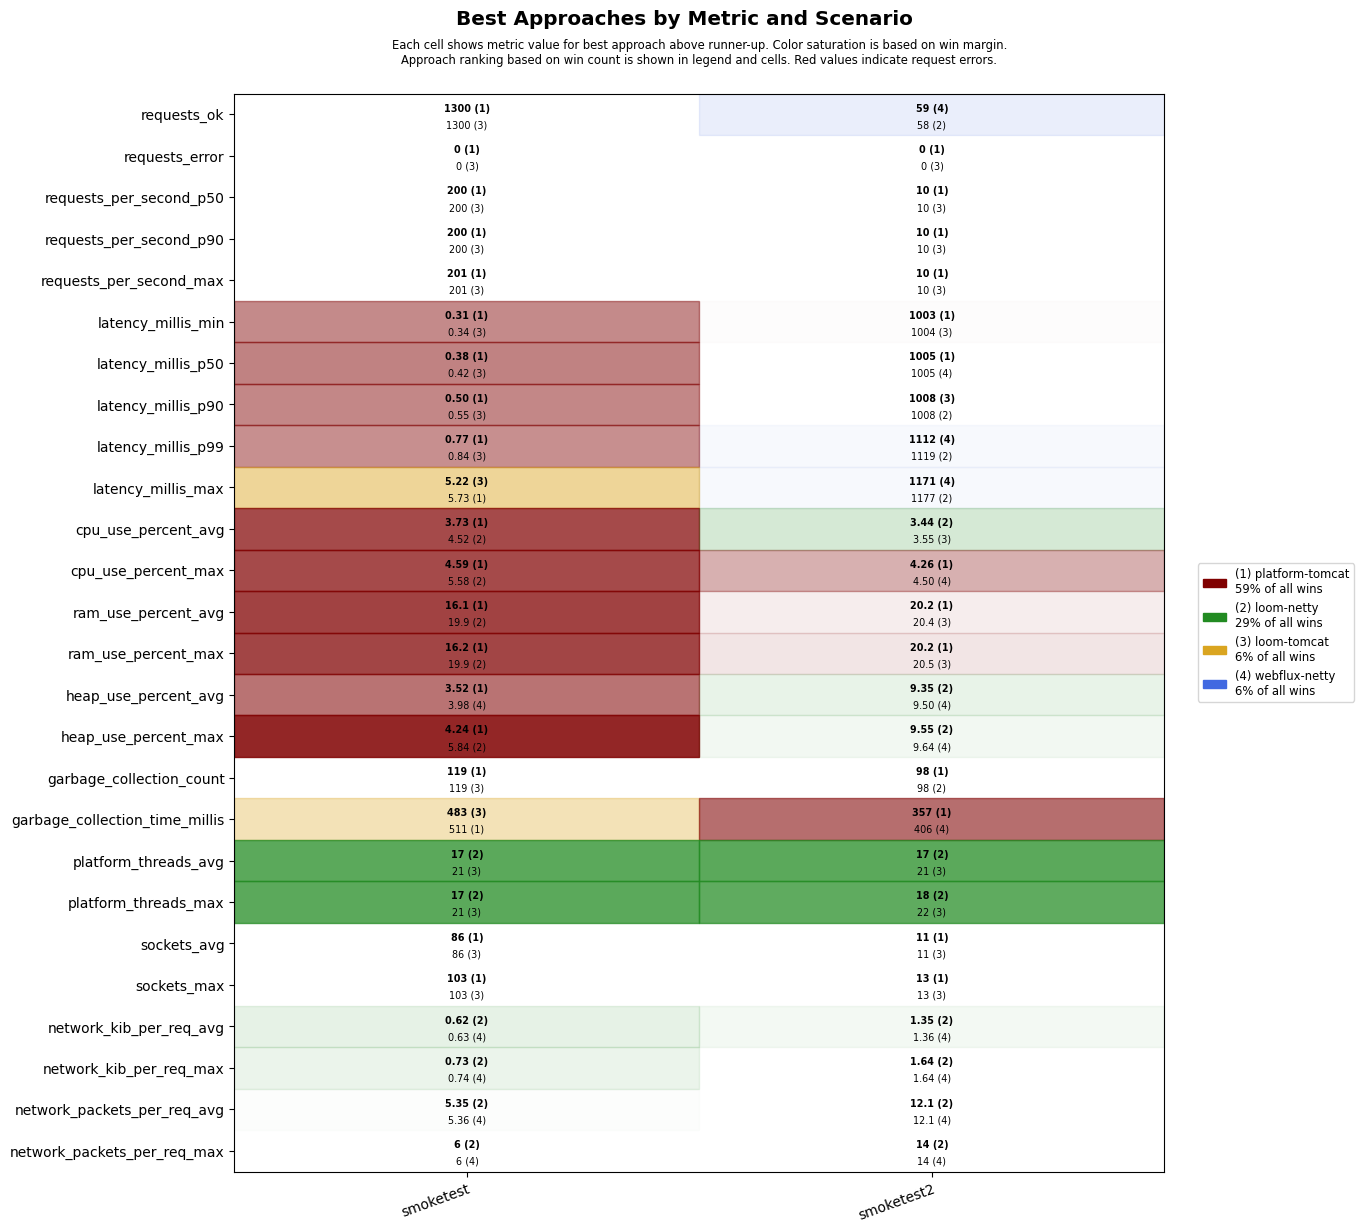 Best Approaches by Metric and Scenario
Each cell shows metric value for best approach above runner-up. Color saturation is based on win margin.
Approach ranking based on win count is shown in legend and cells. Red values indicate request errors.
requests_ok
1300 (1)
1300 (3)
59 (4)
58 (2)
requests_error
0 (1)
0 (3)
0 (1)
0 (3)
requests_per_second_p50
200 (1)
200 (3)
10 (1)
10 (3)
requests_per_second_p90
200 (1)
200 (3)
10 (1)
10 (3)
requests_per_second_max
201 (1)
201 (3)
10 (1)
10 (3)
latency_millis_min
0.31 (1)
0.34 (3)
1003 (1)
1004 (3)
latency_millis_p50
0.38 (1)
0.42 (3)
1005 (1)
1005 (4)
latency_millis_p90
0.50 (1)
0.55 (3)
1008 (3)
1008 (2)
latency_millis_p99
0.77 (1)
0.84 (3)
1112 (4)
1119 (2)
latency_millis_max
5.22 (3)
5.73 (1)
1171 (4)
1177 (2)
cpu_use_percent_avg
3.73 (1)
4.52 (2)
3.44 (2)
3.55 (3)
cpu_use_percent_max
4.59 (1)
5.58 (2)
4.26 (1)
4.50 (4)
ram_use_percent_avg
16.1 (1)
19.9 (2)
20.2 (1)
20.4 (3)
ram_use_percent_max
16.2 (1)
19.9 (2)
20.2 (1)
20.5 (3)
heap_use_percent_avg
3.52 (1)
3.98 (4)
9.35 (2)
9.50 (4)
heap_use_percent_max
4.24 (1)
5.84 (2)
9.55 (2)
9.64 (4)
garbage_collection_count
119 (1)
119 (3)
98 (1)
98 (2)
garbage_collection_time_millis
483 (3)
511 (1)
357 (1)
406 (4)
platform_threads_avg
17 (2)
21 (3)
17 (2)
21 (3)
platform_threads_max
17 (2)
21 (3)
18 (2)
22 (3)
sockets_avg
86 (1)
86 (3)
11 (1)
11 (3)
sockets_max
103 (1)
103 (3)
13 (1)
13 (3)
network_kib_per_req_avg
0.62 (2)
0.63 (4)
1.35 (2)
1.36 (4)
network_kib_per_req_max
0.73 (2)
0.74 (4)
1.64 (2)
1.64 (4)
network_packets_per_req_avg
5.35 (2)
5.36 (4)
12.1 (2)
12.1 (4)
network_packets_per_req_max
6 (2)
6 (4)
14 (2)
14 (4)
smoketest
smoketest2
(1) platform-tomcat
59% of all wins
(2) loom-netty
29% of all wins
(3) loom-tomcat
6% of all wins
(4) webflux-netty
6% of all wins